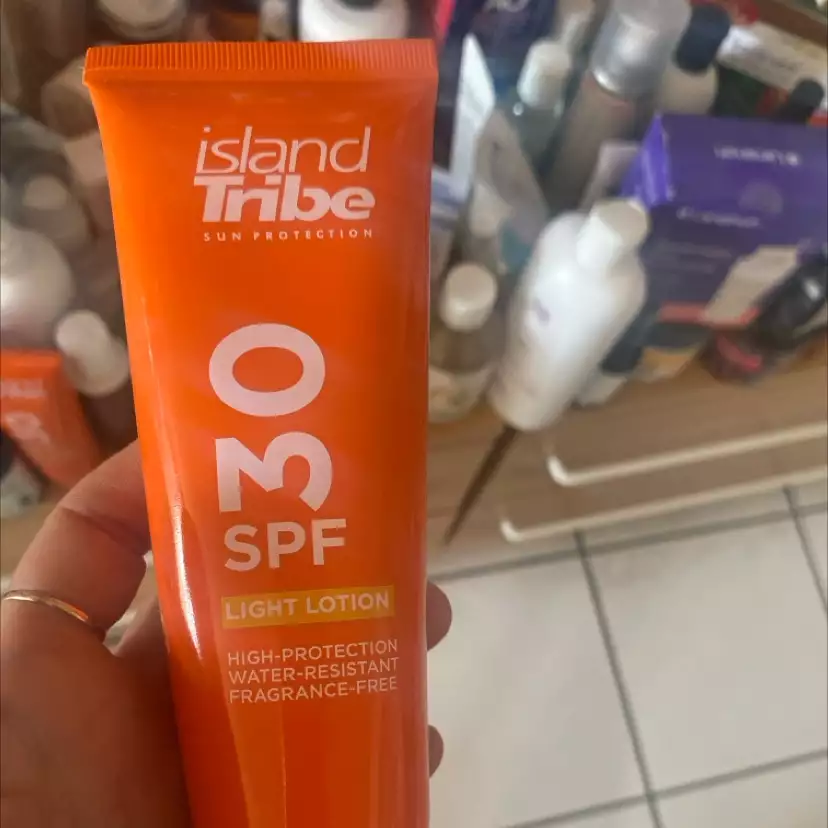 island
Tribe
SUN PROTECTION
30
SPF
LIGHT LOTION
HIGH-PROTECTION
WATER-RESISTANT
FRAGRANCE-FREE